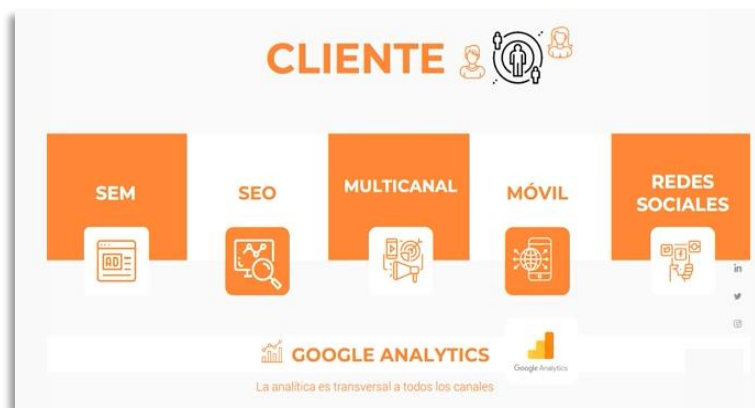 CLIENTE
SEM
SEO
MULTICANAL
MÓVIL
REDES
SOCIALES
AD
GOOGLE ANALYTICS
Google Analytics
La analítica es transversal a todos los canales